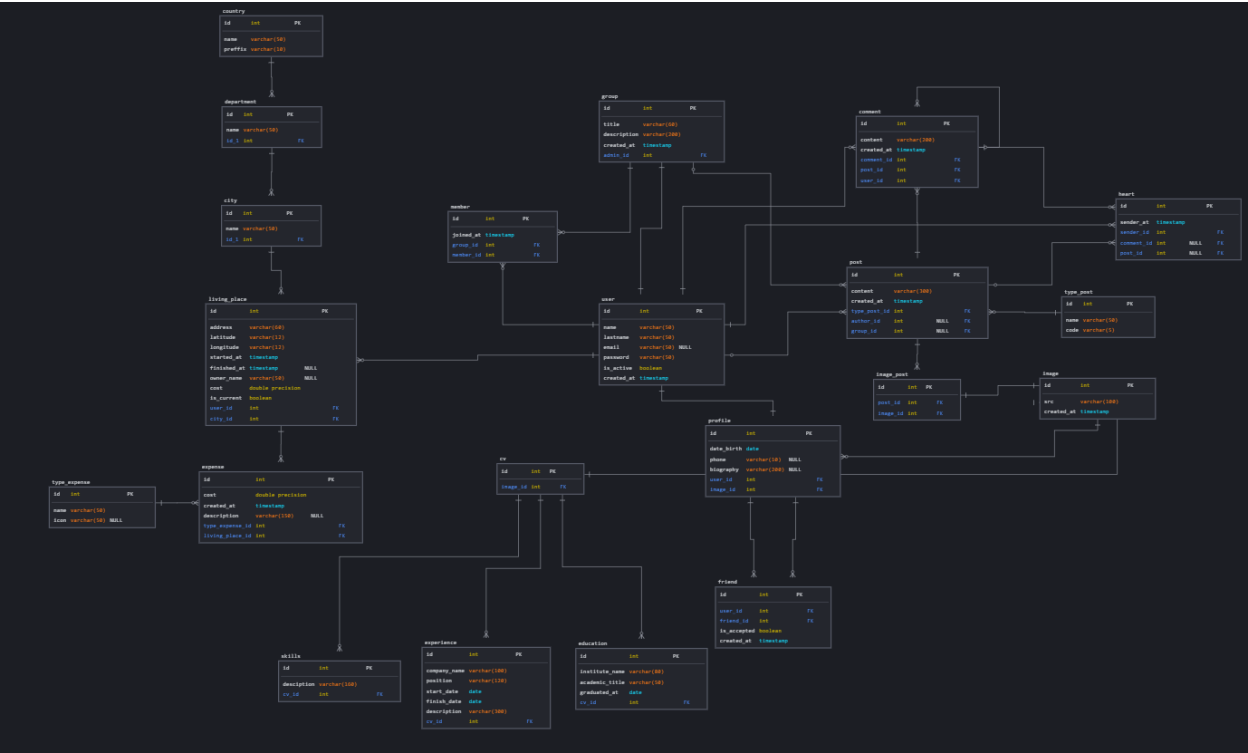 country
id int PK
name varchar(50)
preffix varchar(10)
department
id int PK
name varchar(50)
id_1 int FK
city
id int PK
name varchar(50)
id_1 int FK
living_place
id int PK
address varchar(60)
latitude varchar(12)
longitude varchar(12)
started_at timestamp
finished_at timestamp NULL
owner_name varchar(50) NULL
cost double precision
is_current boolean
user_id int FK
city_id int FK
type_expense
id int PK
name varchar(50)
icon varchar(50) NULL
expense
id int PK
cost double precision
created_at timestamp
description varchar(150) NULL
type_expense_id int FK
living_place_id int FK
group
id int PK
title varchar(60)
description varchar(200)
created_at timestamp
admin_id int FK
member
id int PK
joined_at timestamp
group_id int FK
member_id int FK
user
id int PK
name varchar(50)
lastname varchar(50)
email varchar(50) NULL
password varchar(50)
is_active boolean
created_at timestamp
comment
id int PK
content varchar(200)
created_at timestamp
comment_id int FK
post_id int FK
user_id int FK
heart
id int PK
sender_at timestamp
sender_id int FK
comment_id int NULL FK
post_id int NULL FK
post
id int PK
content varchar(300)
created_at timestamp
type_post_id int FK
author_id int NULL FK
group_id int NULL FK
type_post
id int PK
name varchar(50)
code varchar(5)
image_post
id int PK
post_id int FK
image_id int FK
image
id int PK
src varchar(100)
created_at timestamp
profile
id int PK
date_birth date
phone varchar(10) NULL
biography varchar(200) NULL
user_id int FK
image_id int FK
cv
id int PK
image_id int FK
friend
id int PK
user_id int FK
friend_id int FK
is_accepted boolean
created_at timestamp
skills
id int PK
desciption varchar(160)
cv_id int FK
experience
id int PK
company_name varchar(100)
position varchar(120)
start_date date
finish_date date
description varchar(300)
cv_id int FK
education
id int PK
institute_name varchar(80)
academic_title varchar(50)
graduated_at date
cv_id int FK